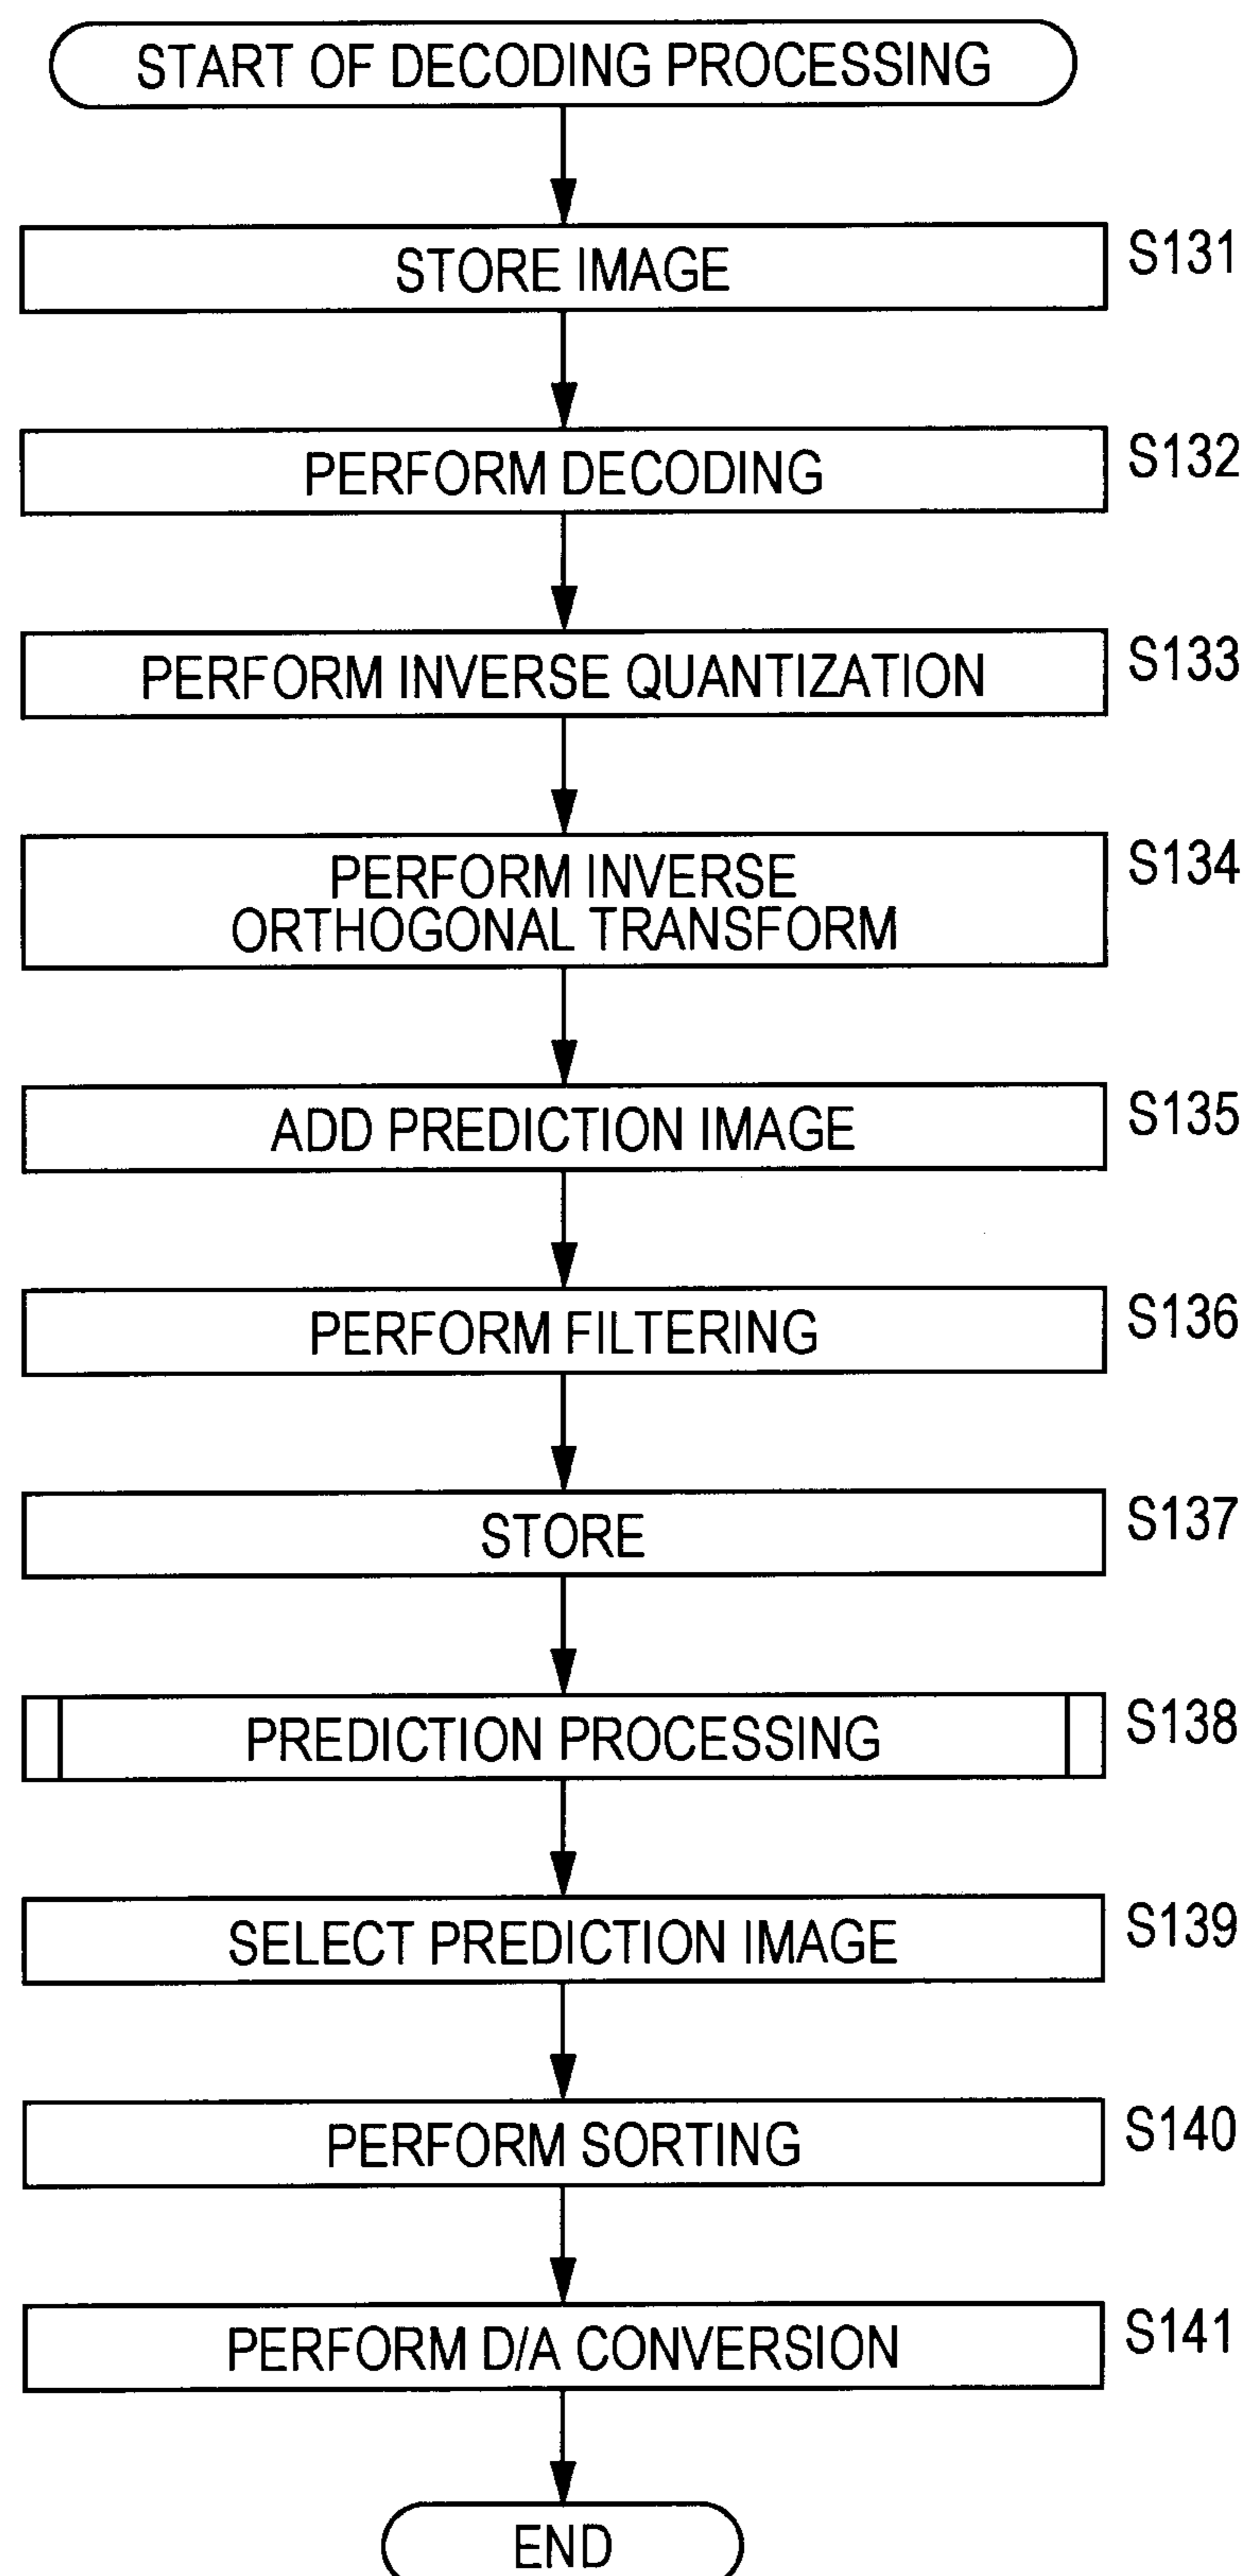 START OF DECODING PROCESSING
STORE IMAGE
S131
PERFORM DECODING
S132
PERFORM INVERSE QUANTIZATION
S133
PERFORM INVERSE
ORTHOGONAL TRANSFORM
S134
ADD PREDICTION IMAGE
S135
PERFORM FILTERING
S136
STORE
S137
PREDICTION PROCESSING
S138
SELECT PREDICTION IMAGE
S139
PERFORM SORTING
S140
PERFORM D/A CONVERSION
S141
END